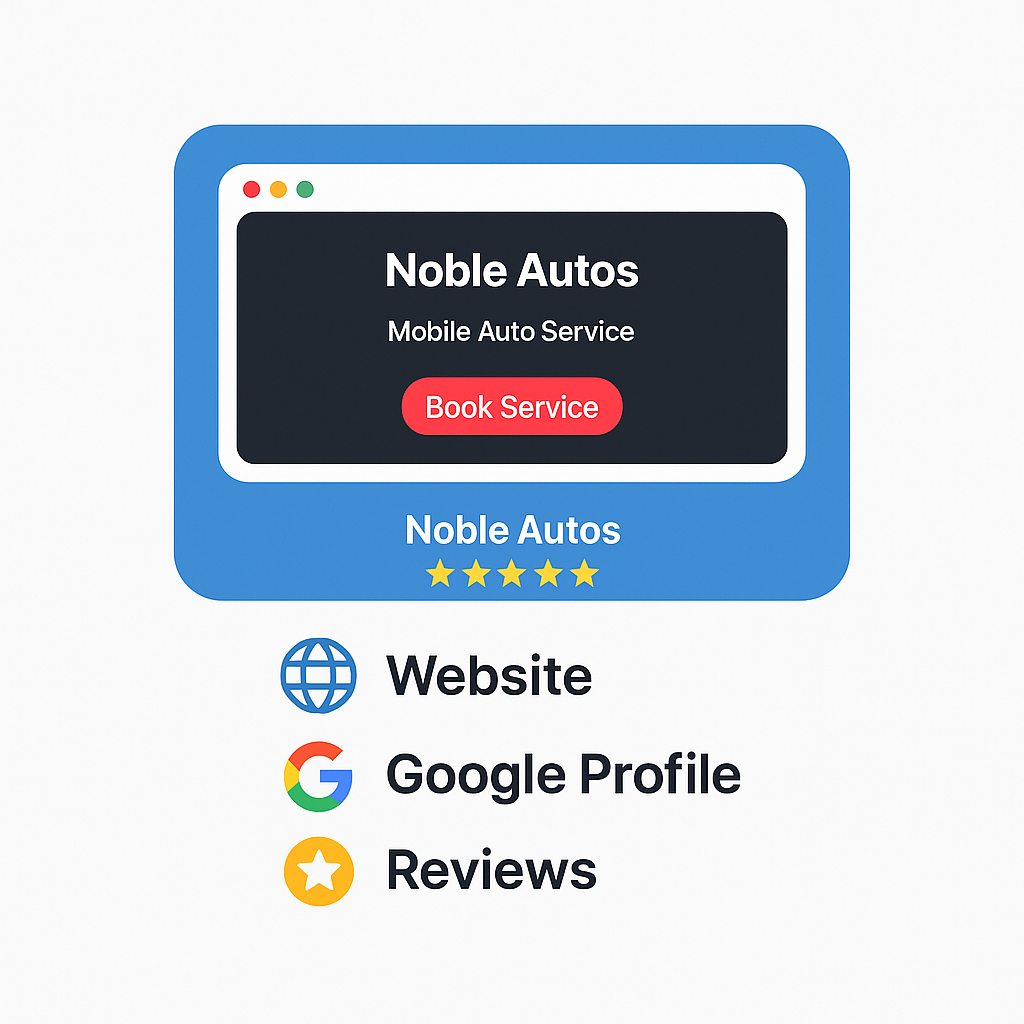 Noble Autos
Mobile Auto Service
Book Service
Noble Autos
Website
Google Profile
Reviews